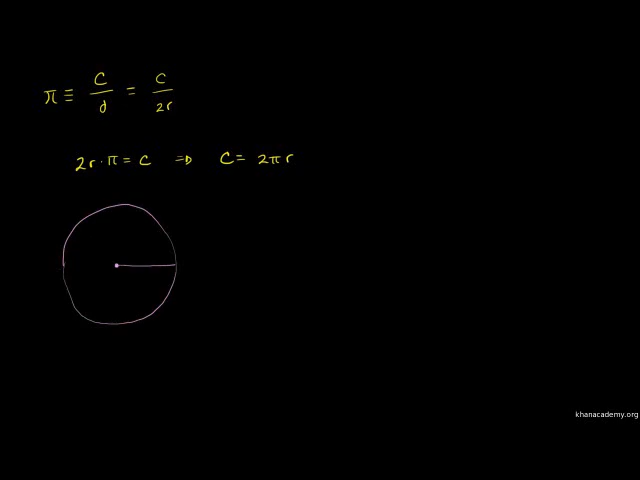 π ≡ C/d = C/2r
2r·π = C ⇒ C = 2πr
khanacademy.org